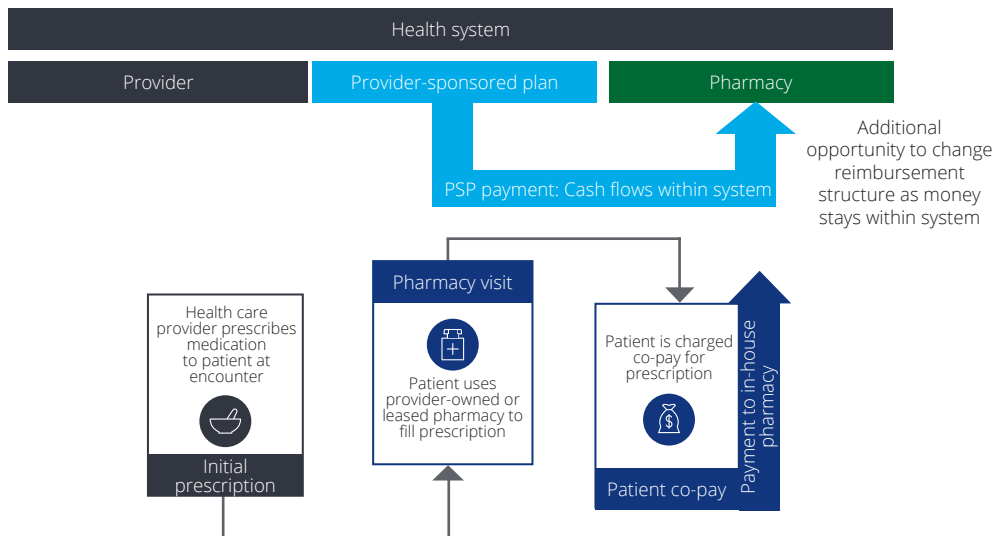 Health system
Provider
Provider-sponsored plan
Pharmacy
PSP payment: Cash flows within system
Additional
opportunity to change
reimbursement
structure as money
stays within system
Health care
provider prescribes
medication
to patient at
encounter
Initial
prescription
Pharmacy visit
Patient uses
provider-owned or
leased pharmacy to
fill prescription
Patient is charged
co-pay for
prescription
Patient co-pay
Payment to in-house
pharmacy